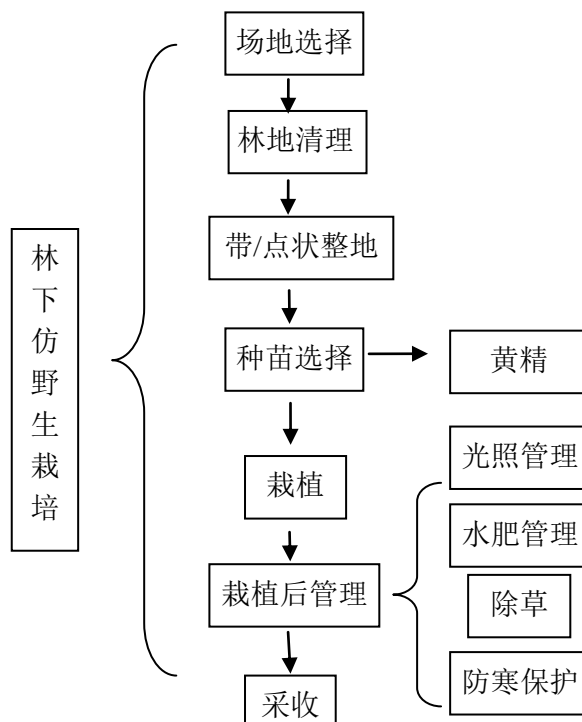 林下仿野生栽培
场地选择
林地清理
带/点状整地
种苗选择
黄精
栽植
栽植后管理
光照管理
水肥管理
除草
防寒保护
采收